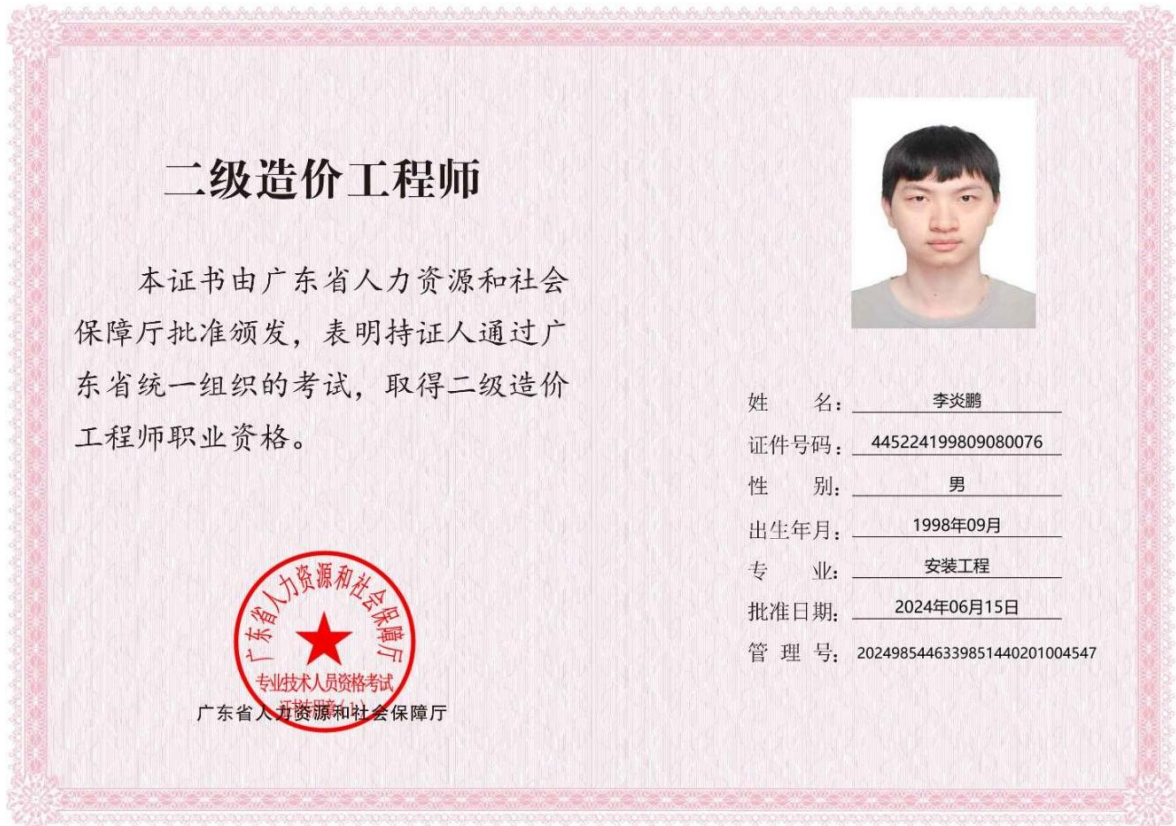 二级造价工程师
本证书由广东省人力资源和社会
保障厅批准颁发，表明持证人通过广
东省统一组织的考试，取得二级造价
工程师职业资格。
广东省人力资源和社会保障厅
专业技术人员资格考试
证书专用章(1)
广东省人力资源和社会保障厅
姓 名：李炎鹏
证件号码：445224199809080076
性 别：男
出生年月：1998年09月
专 业：安装工程
批准日期：2024年06月15日
管 理 号：2024985446339851440201004547